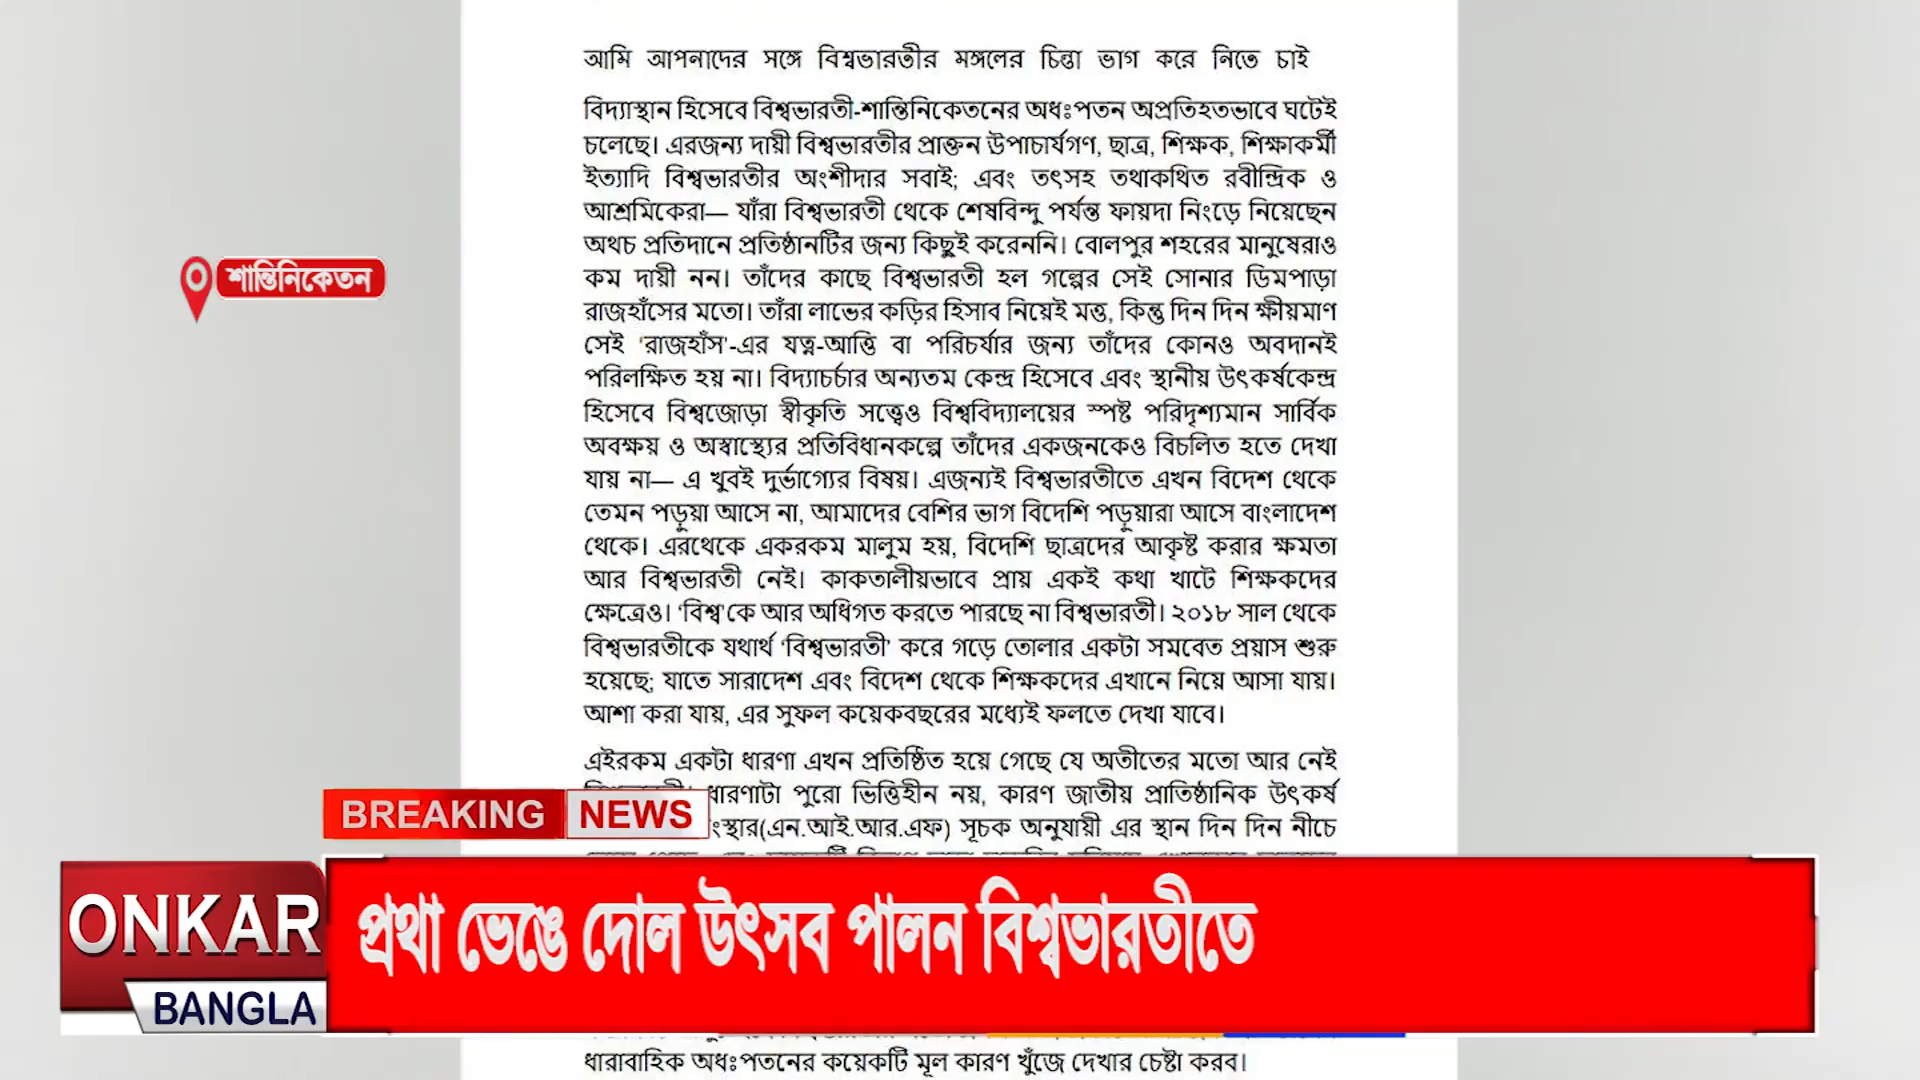 আমি আপনাদের সঙ্গে বিশ্বভারতীর মঙ্গলের চিন্তা ভাগ করে নিতে চাই
বিদ্যাস্থান হিসেবে বিশ্বভারতী-শান্তিনিকেতনের অধঃপতন অপ্রতিহতভাবে ঘটেই
চলেছে। এরজন্য দায়ী বিশ্বভারতীর প্রাক্তন উপাচার্যগণ, ছাত্র, শিক্ষক, শিক্ষাকর্মী
ইত্যাদি বিশ্বভারতীর অংশীদার সবাই; এবং তৎসহ তথাকথিত রবীন্দ্রিক ও
আশ্রমিকেরা— যাঁরা বিশ্বভারতী থেকে শেষবিন্দু পর্যন্ত ফায়দা নিংড়ে নিয়েছেন
অথচ প্রতিদানে প্রতিষ্ঠানটির জন্য কিছুই করেননি। বোলপুর শহরের মানুষেরাও
কম দায়ী নন। তাঁদের কাছে বিশ্বভারতী হল গল্পের সেই সোনার ডিমপাড়া
রাজহাঁসের মতো। তাঁরা লাভের কড়ির হিসাব নিয়েই মত্ত, কিন্তু দিন দিন ক্ষীয়মাণ
সেই ‘রাজহাঁস’-এর যত্ন-আত্তি বা পরিচর্যার জন্য তাঁদের কোনও অবদানই
পরিলক্ষিত হয় না। বিদ্যাচর্চার অন্যতম কেন্দ্র হিসেবে এবং স্থানীয় উৎকর্ষকেন্দ্র
হিসেবে বিশ্বজোড়া স্বীকৃতি সত্ত্বেও বিশ্ববিদ্যালয়ের স্পষ্ট পরিদৃশ্যমান সার্বিক
অবক্ষয় ও অস্বাস্থ্যের প্রতিবিধানকল্পে তাঁদের একজনকেও বিচলিত হতে দেখা
যায় না— এ খুবই দুর্ভাগ্যের বিষয়। এজন্যই বিশ্বভারতীতে এখন বিদেশ থেকে
তেমন পড়ুয়া আসে না, আমাদের বেশির ভাগ বিদেশি পড়ুয়ারা আসে বাংলাদেশ
থেকে। এরথেকে একরকম মালুম হয়, বিদেশি ছাত্রদের আকৃষ্ট করার ক্ষমতা
আর বিশ্বভারতী নেই। কাকতালীয়ভাবে প্রায় একই কথা খাটে শিক্ষকদের
ক্ষেত্রেও। ‘বিশ্ব’কে আর অধিগত করতে পারছে না বিশ্বভারতী। ২০১৮ সাল থেকে
বিশ্বভারতীকে যথার্থ ‘বিশ্বভারতী’ করে গড়ে তোলার একটা সমবেত প্রয়াস শুরু
হয়েছে; যাতে সারাদেশ এবং বিদেশ থেকে শিক্ষকদের এখানে নিয়ে আসা যায়।
আশা করা যায়, এর সুফল কয়েকবছরের মধ্যেই ফলতে দেখা যাবে।
এইরকম একটা ধারণা এখন প্রতিষ্ঠিত হয়ে গেছে যে অতীতের মতো আর নেই
ধারণাটা পুরো ভিত্তিহীন নয়, কারণ জাতীয় প্রাতিষ্ঠানিক উৎকর্ষ
(এন.আই.আর.এফ) সূচক অনুযায়ী এর স্থান দিন দিন নীচে
ধারাবাহিক অধঃপতনের কয়েকটি মূল কারণ খুঁজে দেখার চেষ্টা করব।
শান্তিনিকেতন
BREAKING NEWS
ONKAR
BANGLA
প্রথা ভেঙে দোল উৎসব পালন বিশ্বভারতীতে